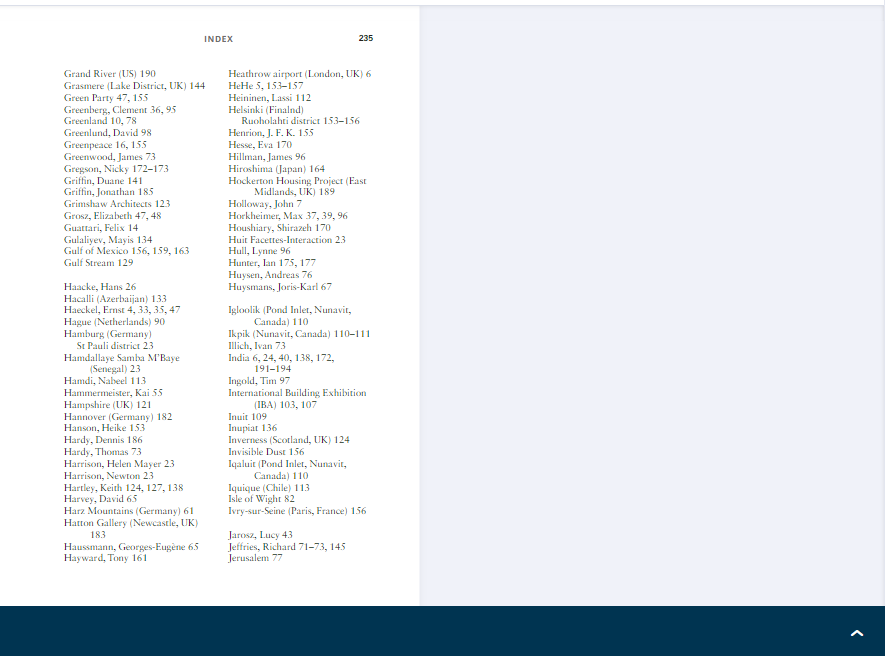 INDEX 235
Grand River (US) 190
Grasmere (Lake District, UK) 144
Green Party 47, 155
Greenberg, Clement 36, 95
Greenland 10, 78
Greenlund, David 98
Greenpeace 16, 155
Greenwood, James 73
Gregson, Nicky 172–173
Griffin, Duane 141
Griffin, Jonathan 185
Grimshaw Architects 123
Grosz, Elizabeth 47, 48
Guattari, Felix 14
Gulaliyev, Mayis 134
Gulf of Mexico 156, 159, 163
Gulf Stream 129
Haacke, Hans 26
Hacalli (Azerbaijan) 133
Haeckel, Ernst 4, 33, 35, 47
Hague (Netherlands) 90
Hamburg (Germany)
St Pauli district 23
Hamdallaye Samba M'Baye
(Senegal) 23
Hamdi, Nabeel 113
Hammermeister, Kai 55
Hampshire (UK) 121
Hannover (Germany) 182
Hanson, Heike 153
Hardy, Dennis 186
Hardy, Thomas 73
Harrison, Helen Mayer 23
Harrison, Newton 23
Hartley, Keith 124, 127, 138
Harvey, David 65
Harz Mountains (Germany) 61
Hatton Gallery (Newcastle, UK)
183
Haussmann, Georges-Eugène 65
Hayward, Tony 161
Heathrow airport (London, UK) 6
HeHe 5, 153–157
Heininen, Lassi 112
Helsinki (Finalnd)
Ruoholahti district 153–156
Henrion, J. F. K. 155
Hesse, Eva 170
Hillman, James 96
Hiroshima (Japan) 164
Hockerton Housing Project (East
Midlands, UK) 189
Holloway, John 7
Horkheimer, Max 37, 39, 96
Houshiary, Shirazeh 170
Huit Facettes-Interaction 23
Hull, Lynne 96
Hunter, Ian 175, 177
Huysen, Andreas 76
Huysmans, Joris-Karl 67
Igloolik (Pond Inlet, Nunavit,
Canada) 110
Ikpik (Nunavit, Canada) 110–111
Illich, Ivan 73
India 6, 24, 40, 138, 172,
191–194
Ingold, Tim 97
International Building Exhibition
(IBA) 103, 107
Inuit 109
Inupiat 136
Inverness (Scotland, UK) 124
Invisible Dust 156
Iqaluit (Pond Inlet, Nunavit,
Canada) 110
Iquique (Chile) 113
Isle of Wight 82
Ivry-sur-Seine (Paris, France) 156
Jarosz, Lucy 43
Jeffries, Richard 71–73, 145
Jerusalem 77